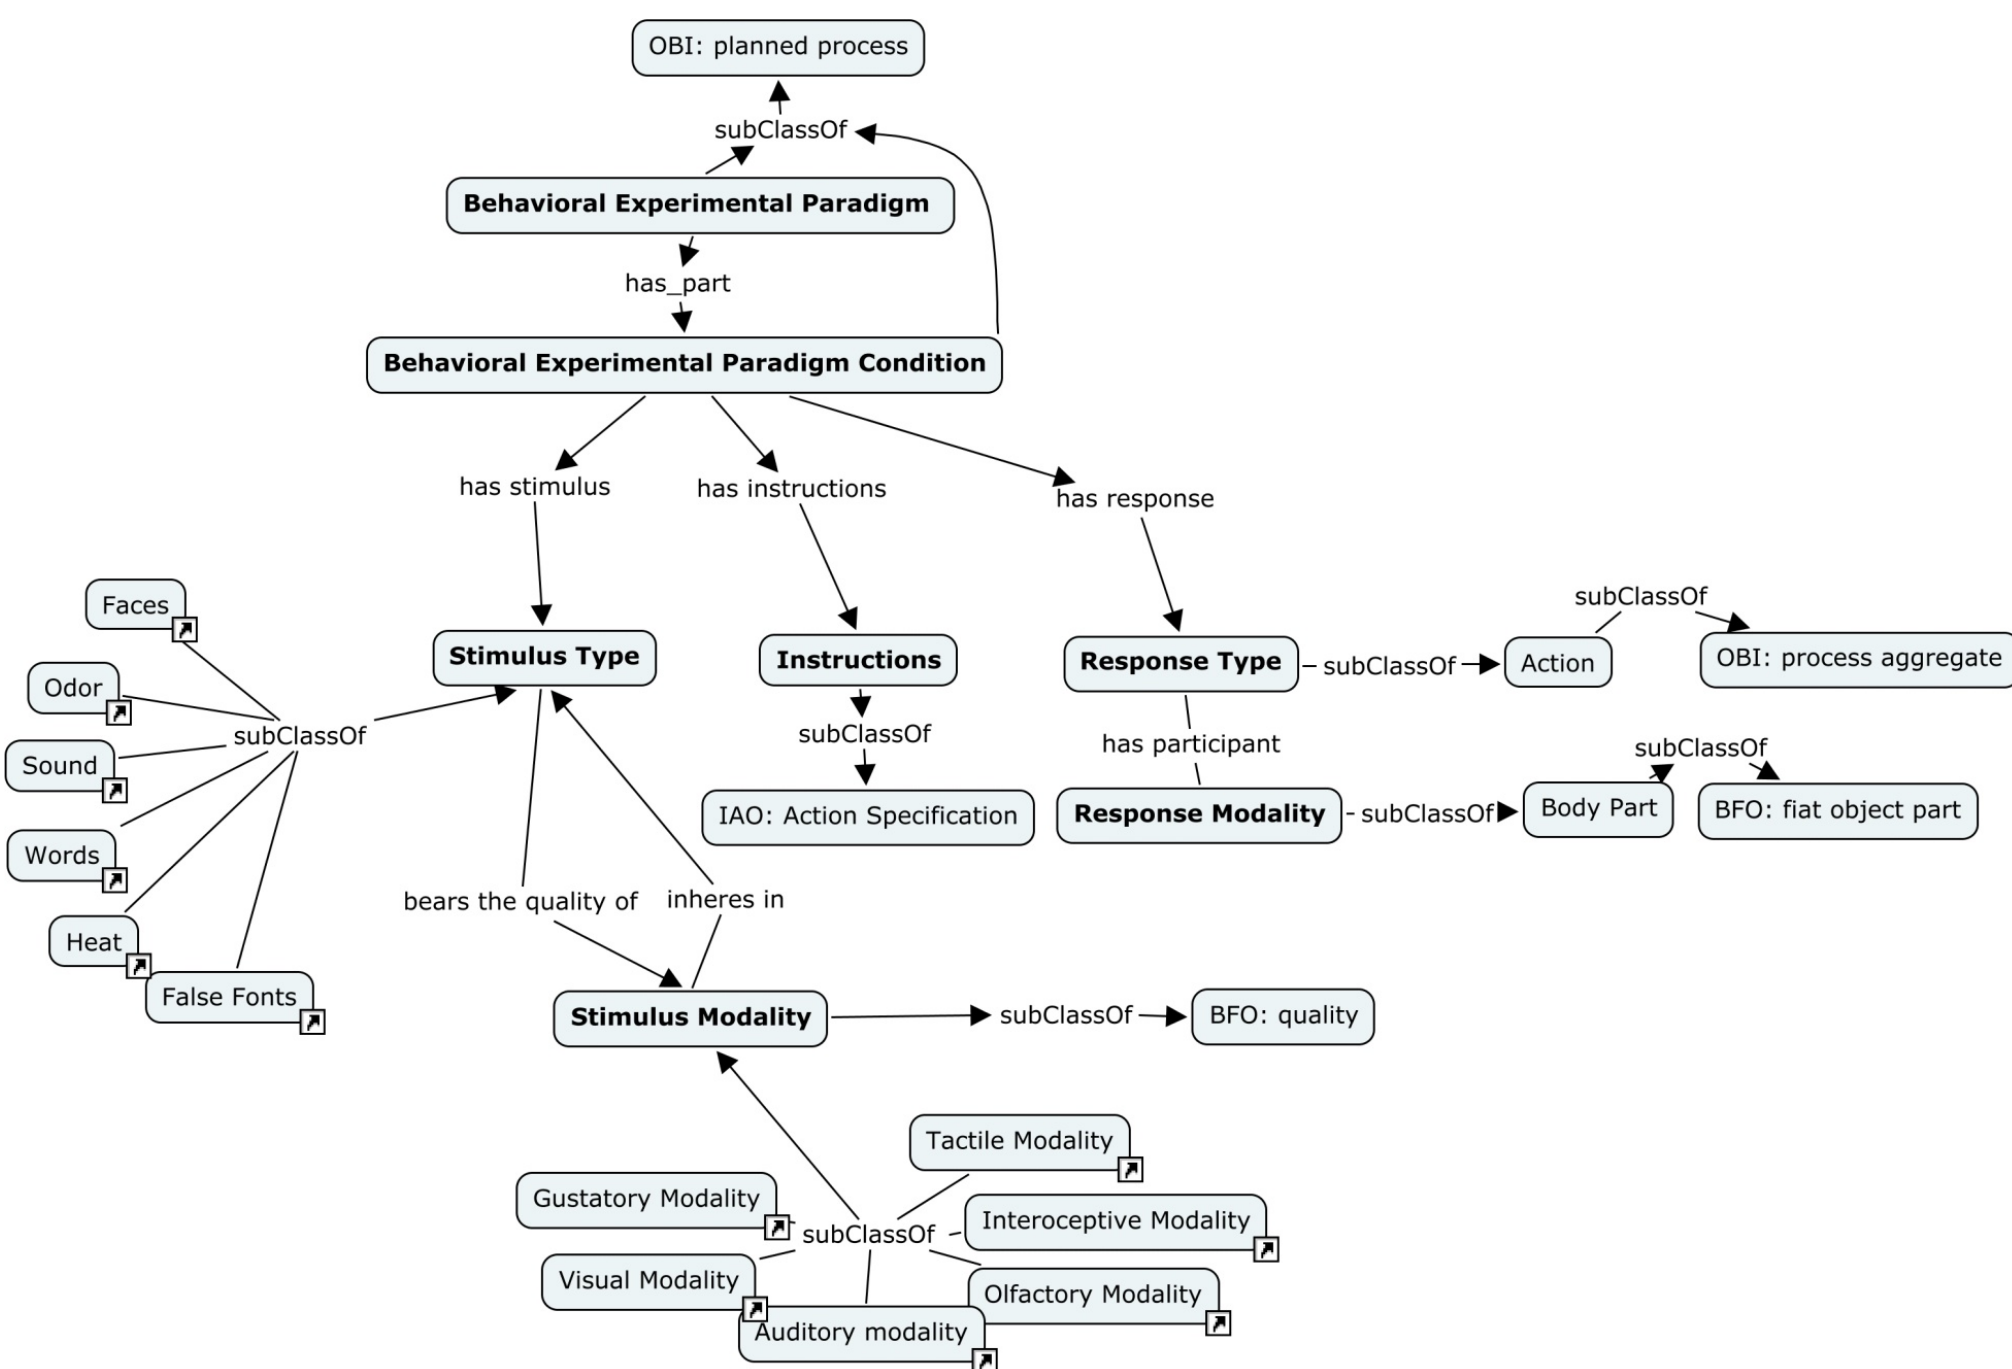 OBI: planned process
subClassOf
Behavioral Experimental Paradigm
has_part
Behavioral Experimental Paradigm Condition
has stimulus
has instructions
has response
Faces
Odor
Sound
Words
Heat
False Fonts
subClassOf
Stimulus Type
Instructions
subClassOf
IAO: Action Specification
Response Type
subClassOf
Action
subClassOf
OBI: process aggregate
has participant
Response Modality
subClassOf
Body Part
subClassOf
BFO: fiat object part
bears the quality of
inheres in
Stimulus Modality
subClassOf
BFO: quality
Tactile Modality
Gustatory Modality
subClassOf
Interoceptive Modality
Visual Modality
Olfactory Modality
Auditory modality